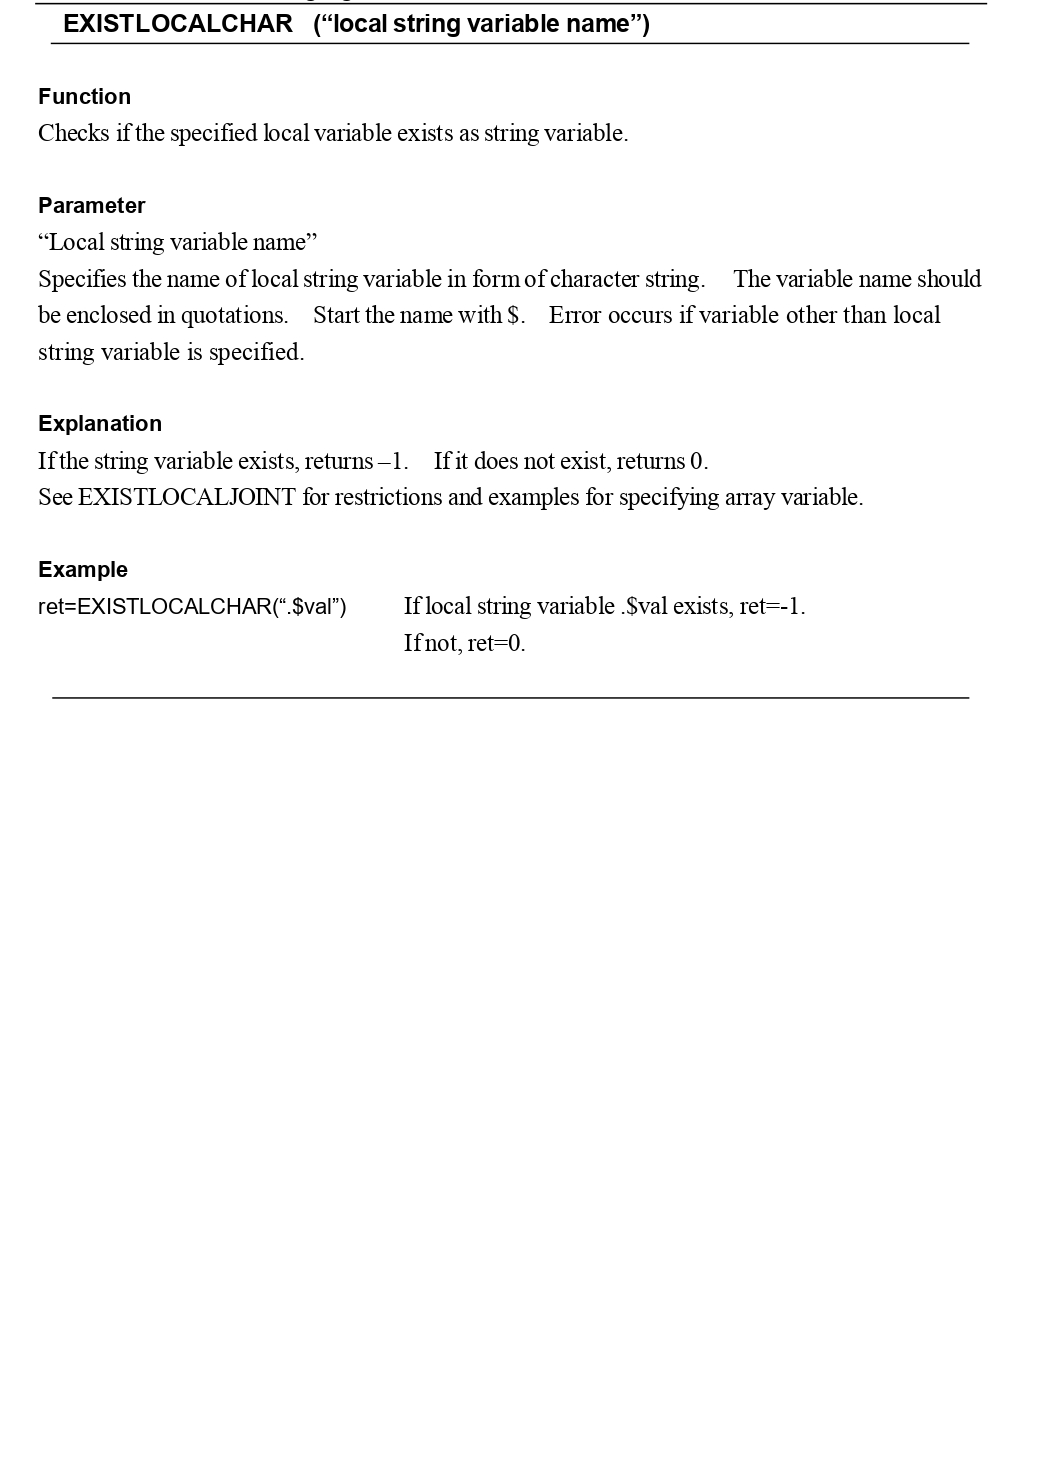 EXISTLOCALCHAR (“local string variable name”)
Function
Checks if the specified local variable exists as string variable.
Parameter
“Local string variable name”
Specifies the name of local string variable in form of character string. The variable name should
be enclosed in quotations. Start the name with $. Error occurs if variable other than local
string variable is specified.
Explanation
If the string variable exists, returns –1. If it does not exist, returns 0.
See EXISTLOCALJOINT for restrictions and examples for specifying array variable.
Example
ret=EXISTLOCALCHAR(“.$val”) If local string variable .$val exists, ret=-1.
If not, ret=0.